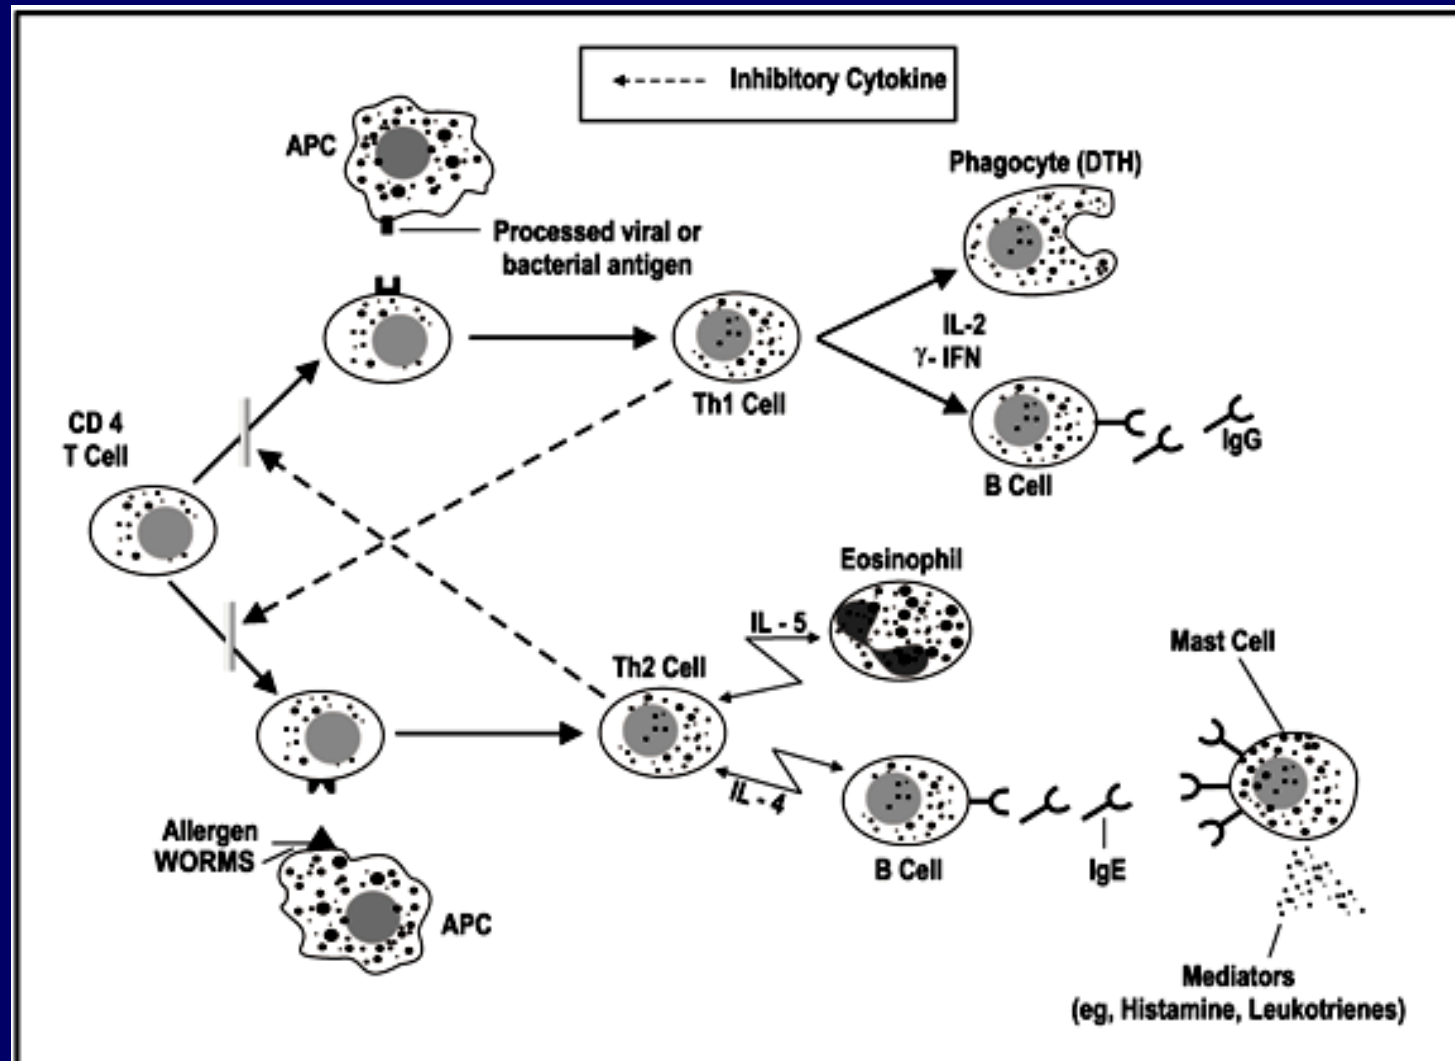 Inhibitory Cytokine
APC
Processed viral or
bacterial antigen
Phagocyte (DTH)
IL-2
γ- IFN
Th1 Cell
CD 4
T Cell
IgG
B Cell
Eosinophil
IL - 5
Th2 Cell
Mast Cell
IL - 4
Allergen
WORMS
B Cell
IgE
APC
Mediators
(eg, Histamine, Leukotrienes)